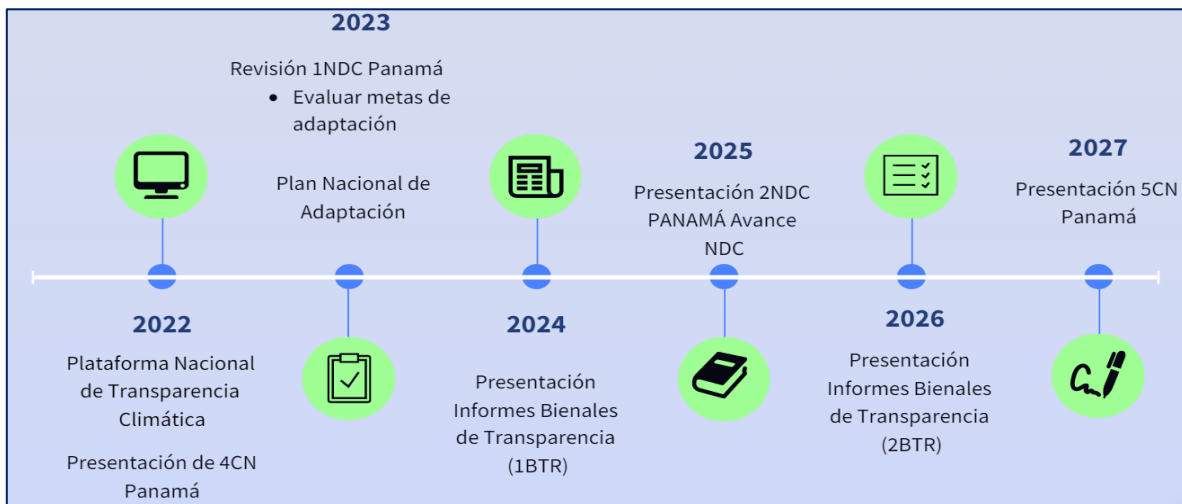 2023
Revisión 1NDC Panamá
• Evaluar metas de
adaptación
Plan Nacional de
Adaptación
2025
Presentación 2NDC
PANAMÁ Avance
NDC
2027
Presentación 5CN
Panamá
2022
Plataforma Nacional
de Transparencia
Climática
Presentación de 4CN
Panamá
2024
Presentación
Informes Bienales
de Transparencia
(1BTR)
2026
Presentación
Informes Bienales
de Transparencia
(2BTR)